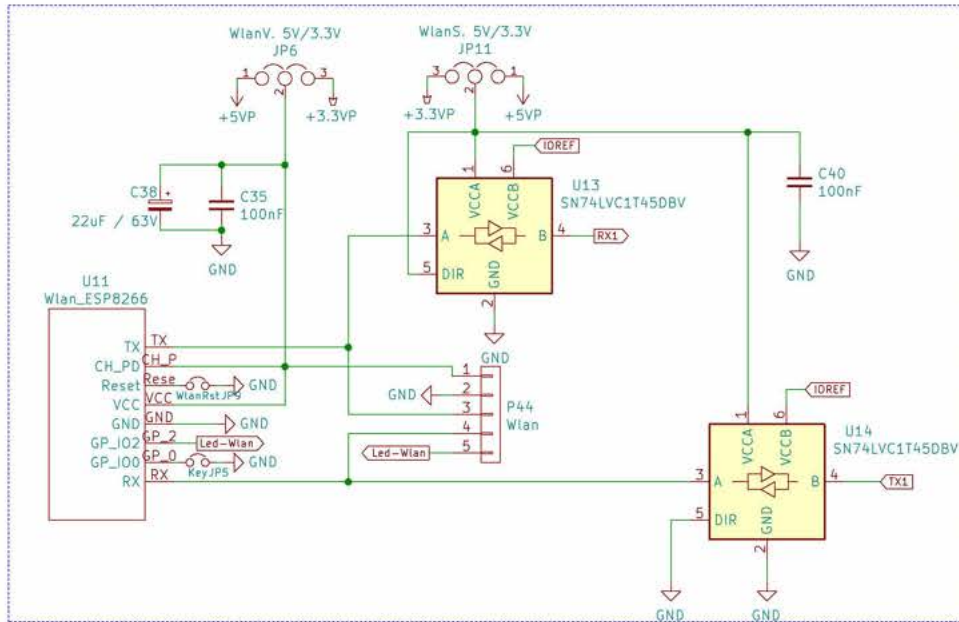 WlanV. 5V/3.3V
JP6
1
2
3
+5VP
+3.3VP
WlanS. 5V/3.3V
JP11
3
2
1
+3.3VP
+5VP
C38
+
22uF / 63V
C35
100nF
GND
IOREF
1
6
VCCA
VCCB
U13
SN74LVC1T45DBV
3
A
B
4
RX1
5
DIR
GND
2
GND
C40
100nF
GND
U11
Wlan_ESP8266
TX
TX
CH_PD
CH_P
Reset
Rese
WlanRstJP9
GND
VCC
VCC
GND
GND
GND
GP_IO2
GP_2
Led-Wlan
GP_IO0
GP_0
KeyJP5
GND
RX
RX
1
GND
2
3
4
Led-Wlan
5
P44
Wlan
IOREF
1
6
VCCA
VCCB
U14
SN74LVC1T45DBV
3
A
B
4
TX1
5
DIR
GND
2
GND
GND